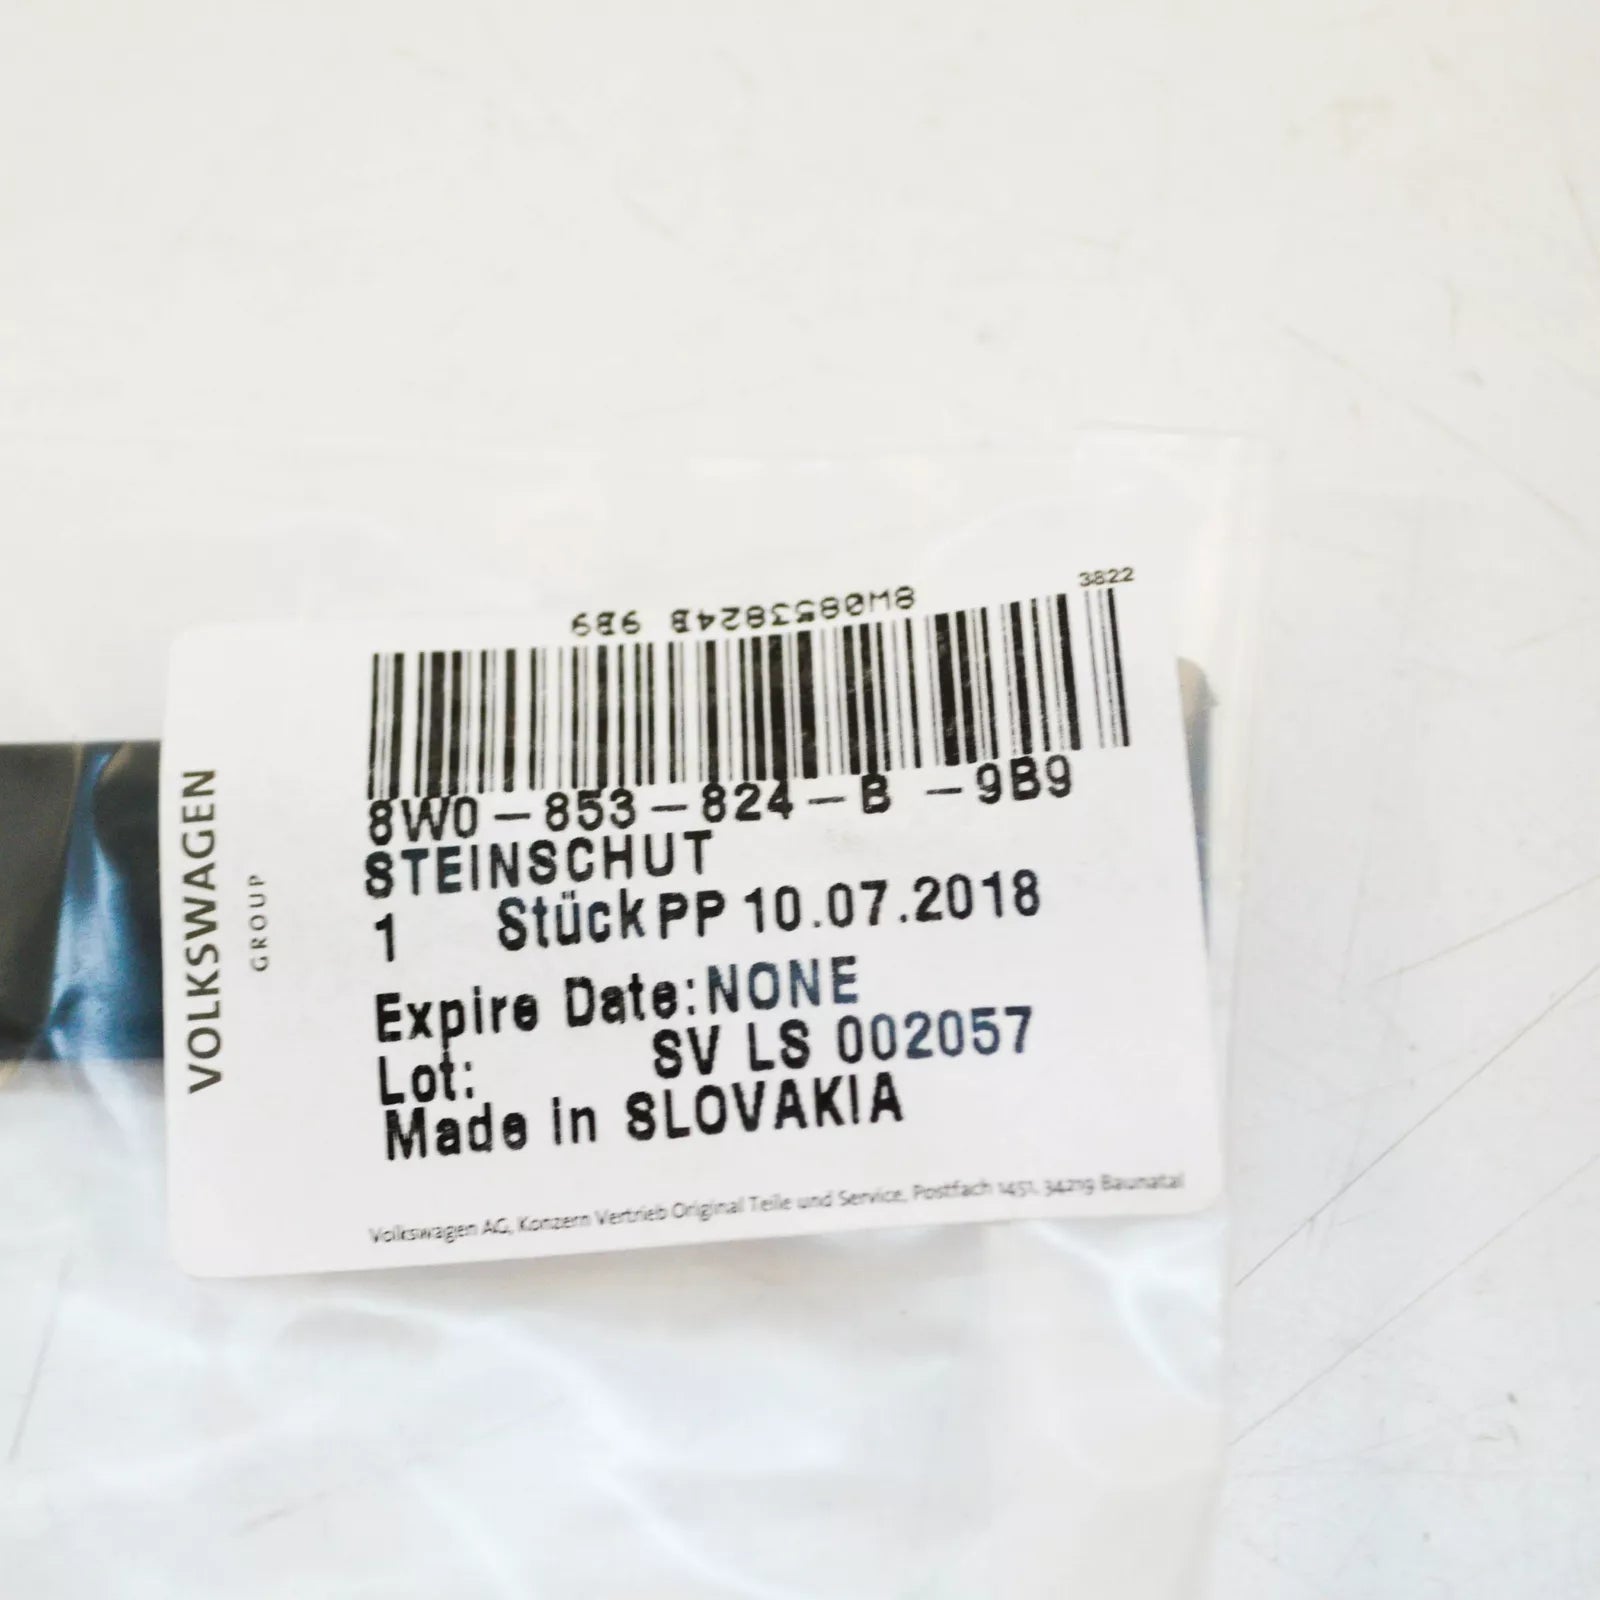 3822
8W0853824B 9B9
8W0-853-824-B -9B9
STEINSCHUT
1 Stück PP 10.07.2018
Expire Date: NONE
Lot: SV LS 002057
Made in SLOVAKIA
Volkswagen AG, Konzern Vertrieb Original Teile und Service, Postfach 1451, 34219 Baunatal
VOLKSWAGEN
GROUP